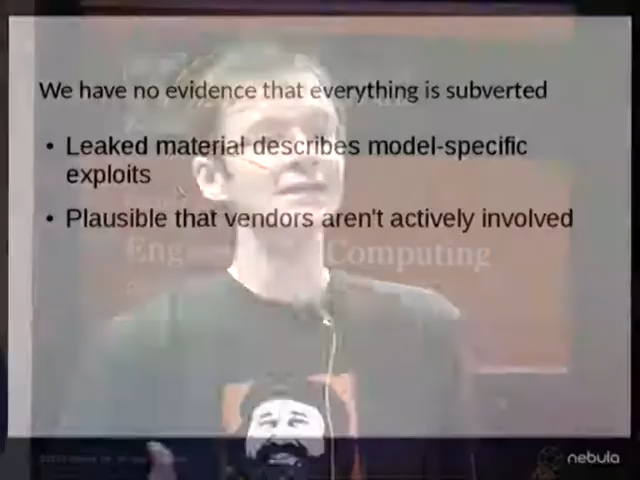 We have no evidence that everything is subverted
• Leaked material describes model-specific
exploits
• Plausible that vendors aren't actively involved
Computing
nebula